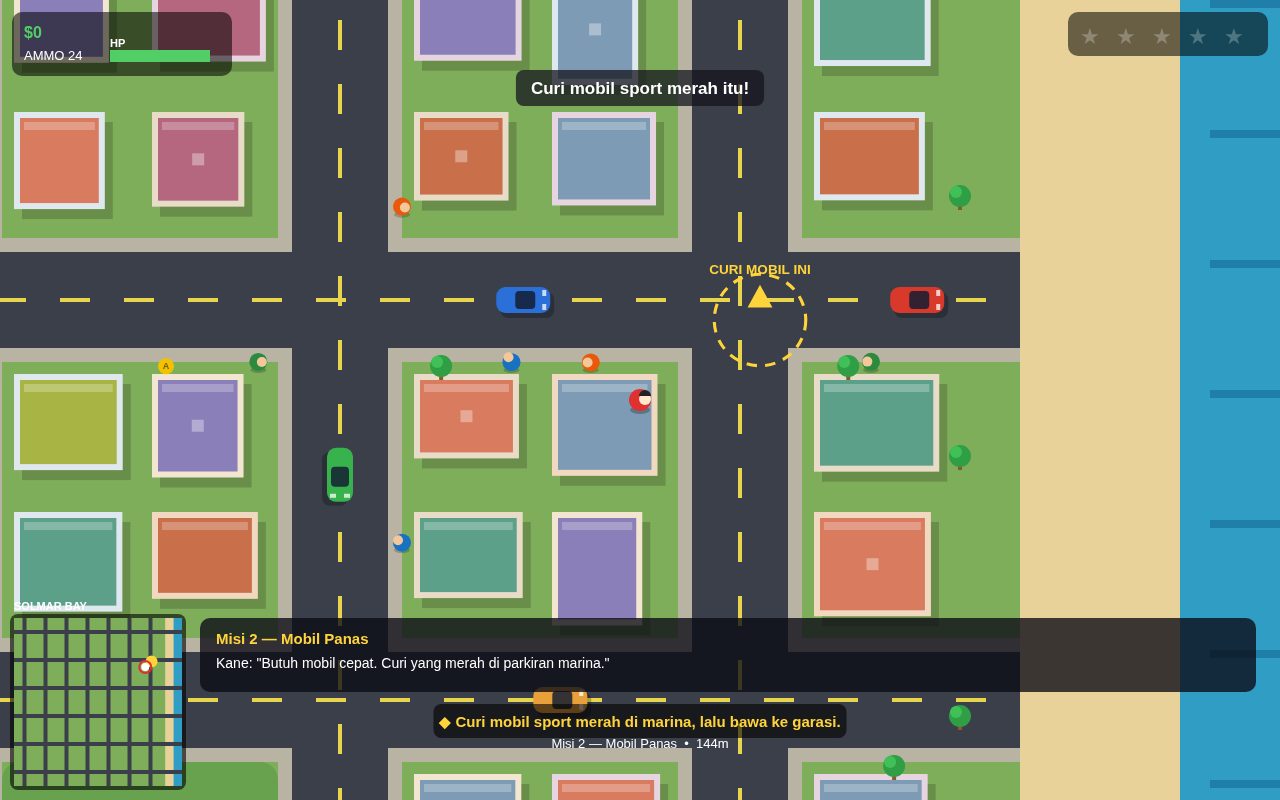 $0
AMMO 24
HP
★ ★ ★ ★ ★
Curi mobil sport merah itu!
CURI MOBIL INI
A
SOLMAR BAY
Misi 2 — Mobil Panas
Kane: "Butuh mobil cepat. Curi yang merah di parkiran marina."
◆ Curi mobil sport merah di marina, lalu bawa ke garasi.
Misi 2 — Mobil Panas • 144m